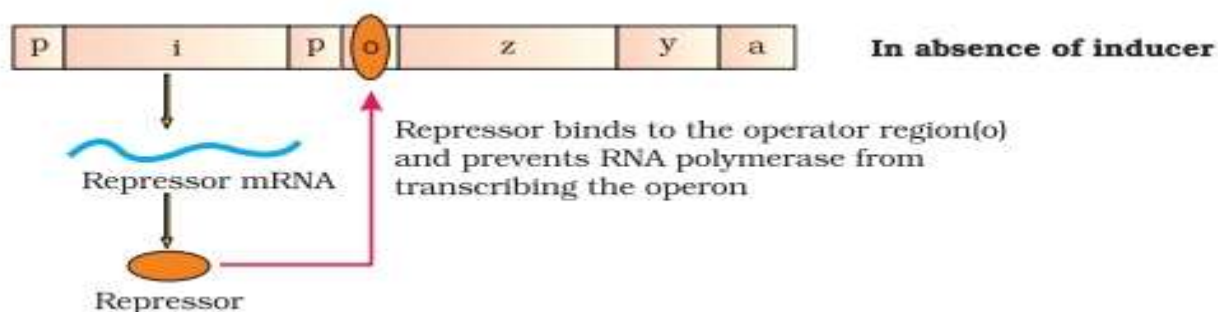 p i p o z y a In absence of inducer
Repressor binds to the operator region(o)
and prevents RNA polymerase from
transcribing the operon
Repressor mRNA
Repressor